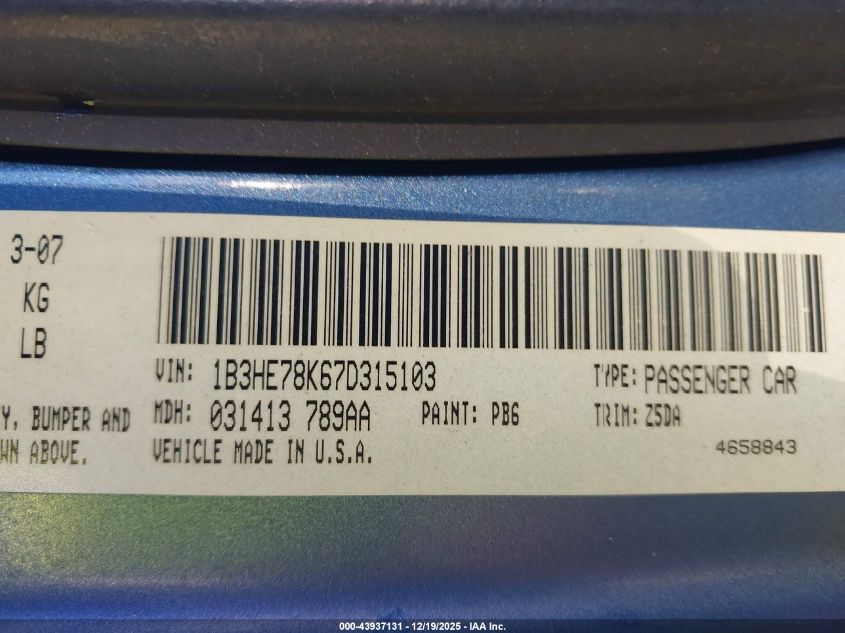 3-07
KG
LB
VIN: 1B3HE78K67D315103 TYPE: PASSENGER CAR
Y, BUMPER AND MDH: 031413 789AA PAINT: PB6 TRIM: Z5DA
WN ABOVE. VEHICLE MADE IN U.S.A. 4658843
000-43937131 - 12/19/2025 - IAA Inc.